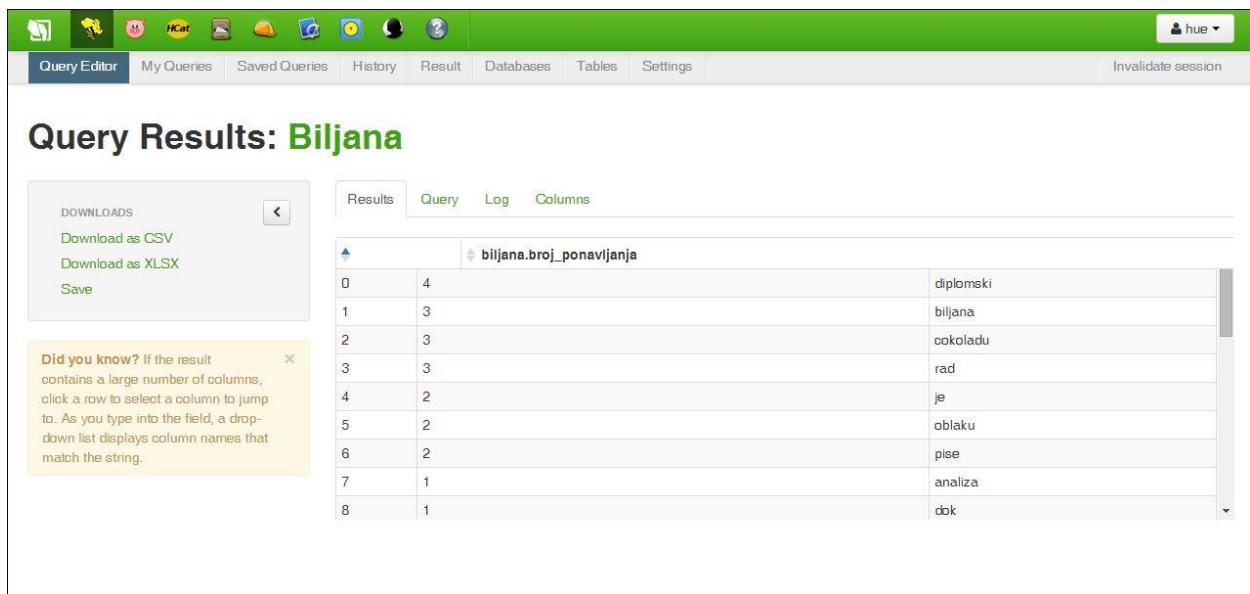 HCat
hue
Query Editor My Queries Saved Queries History Result Databases Tables Settings Invalidate session
Query Results: Biljana
DOWNLOADS
Download as CSV
Download as XLSX
Save
Did you know? If the result
contains a large number of columns,
click a row to select a column to jump
to. As you type into the field, a drop-
down list displays column names that
match the string.
Results Query Log Columns
biljana.broj_ponavljanja
0 4 diplomski
1 3 biljana
2 3 cokoladu
3 3 rad
4 2 je
5 2 oblaku
6 2 pise
7 1 analiza
8 1 dok